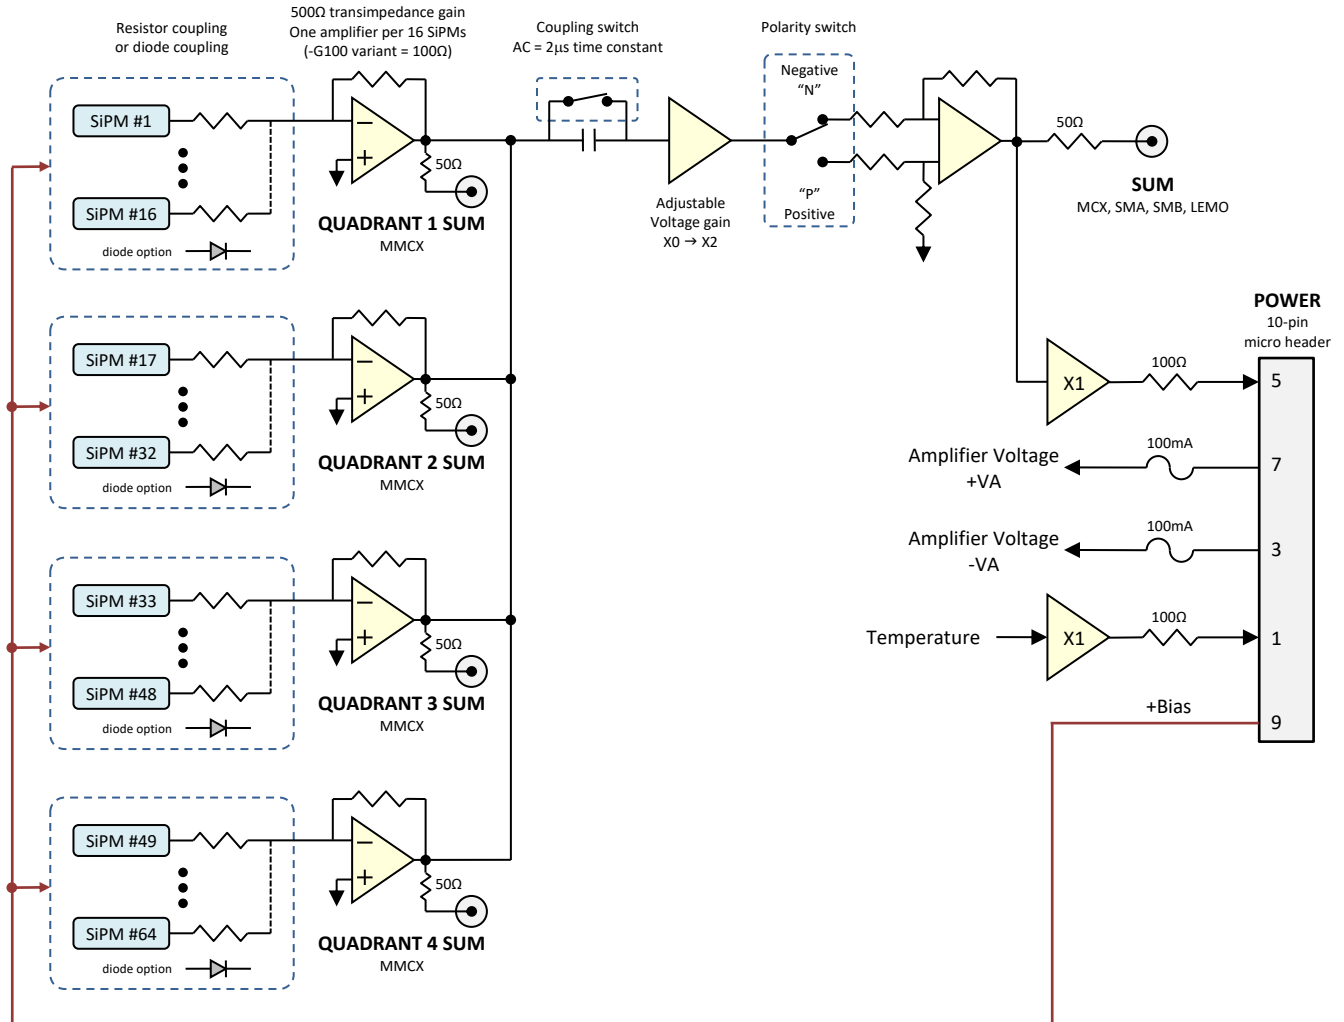 Resistor coupling
or diode coupling
500Ω transimpedance gain
One amplifier per 16 SiPMs
(-G100 variant = 100Ω)
Coupling switch
AC = 2µs time constant
Polarity switch
Negative
“N”
“P”
Positive
SiPM #1
SiPM #16
diode option
50Ω
QUADRANT 1 SUM
MMCX
Adjustable
Voltage gain
X0 → X2
50Ω
SUM
MCX, SMA, SMB, LEMO
SiPM #17
SiPM #32
diode option
50Ω
QUADRANT 2 SUM
MMCX
SiPM #33
SiPM #48
diode option
50Ω
QUADRANT 3 SUM
MMCX
SiPM #49
SiPM #64
diode option
50Ω
QUADRANT 4 SUM
MMCX
POWER
10-pin
micro header
X1
100Ω
5
Amplifier Voltage
+VA
100mA
7
Amplifier Voltage
-VA
100mA
3
Temperature
X1
100Ω
1
+Bias
9